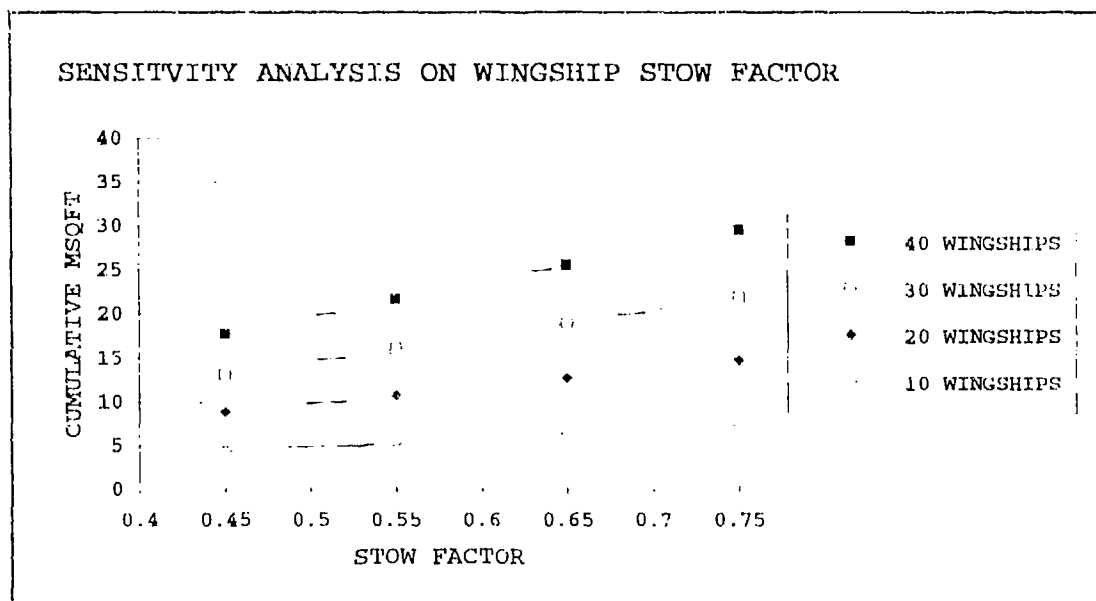 SENSITVITY ANALYSIS ON WINGSHIP STOW FACTOR
CUMULATIVE MSQFT
40
35
30
25
20
15
10
5
0
0.4 0.45 0.5 0.55 0.6 0.65 0.7 0.75
STOW FACTOR
40 WINGSHIPS
30 WINGSHIPS
20 WINGSHIPS
10 WINGSHIPS